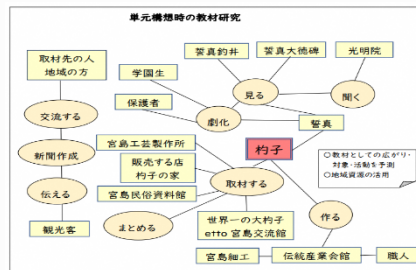 単元構想時の教材研究
取材先の人
地域の方
学園生
誓真釣井
誓真大徳碑
光明院
見る
聞く
保護者
劇化
誓真
交流する
宮島工芸製作所
杓子
新聞作成
販売する店
杓子の家
取材する
○教材としての広がり・
対象・活動を予測
○地域資源の活用
伝える
宮島民俗資料館
作る
観光客
まとめる
世界一の大杓子
etto 宮島交流館
宮島細工
伝統産業会館
職人